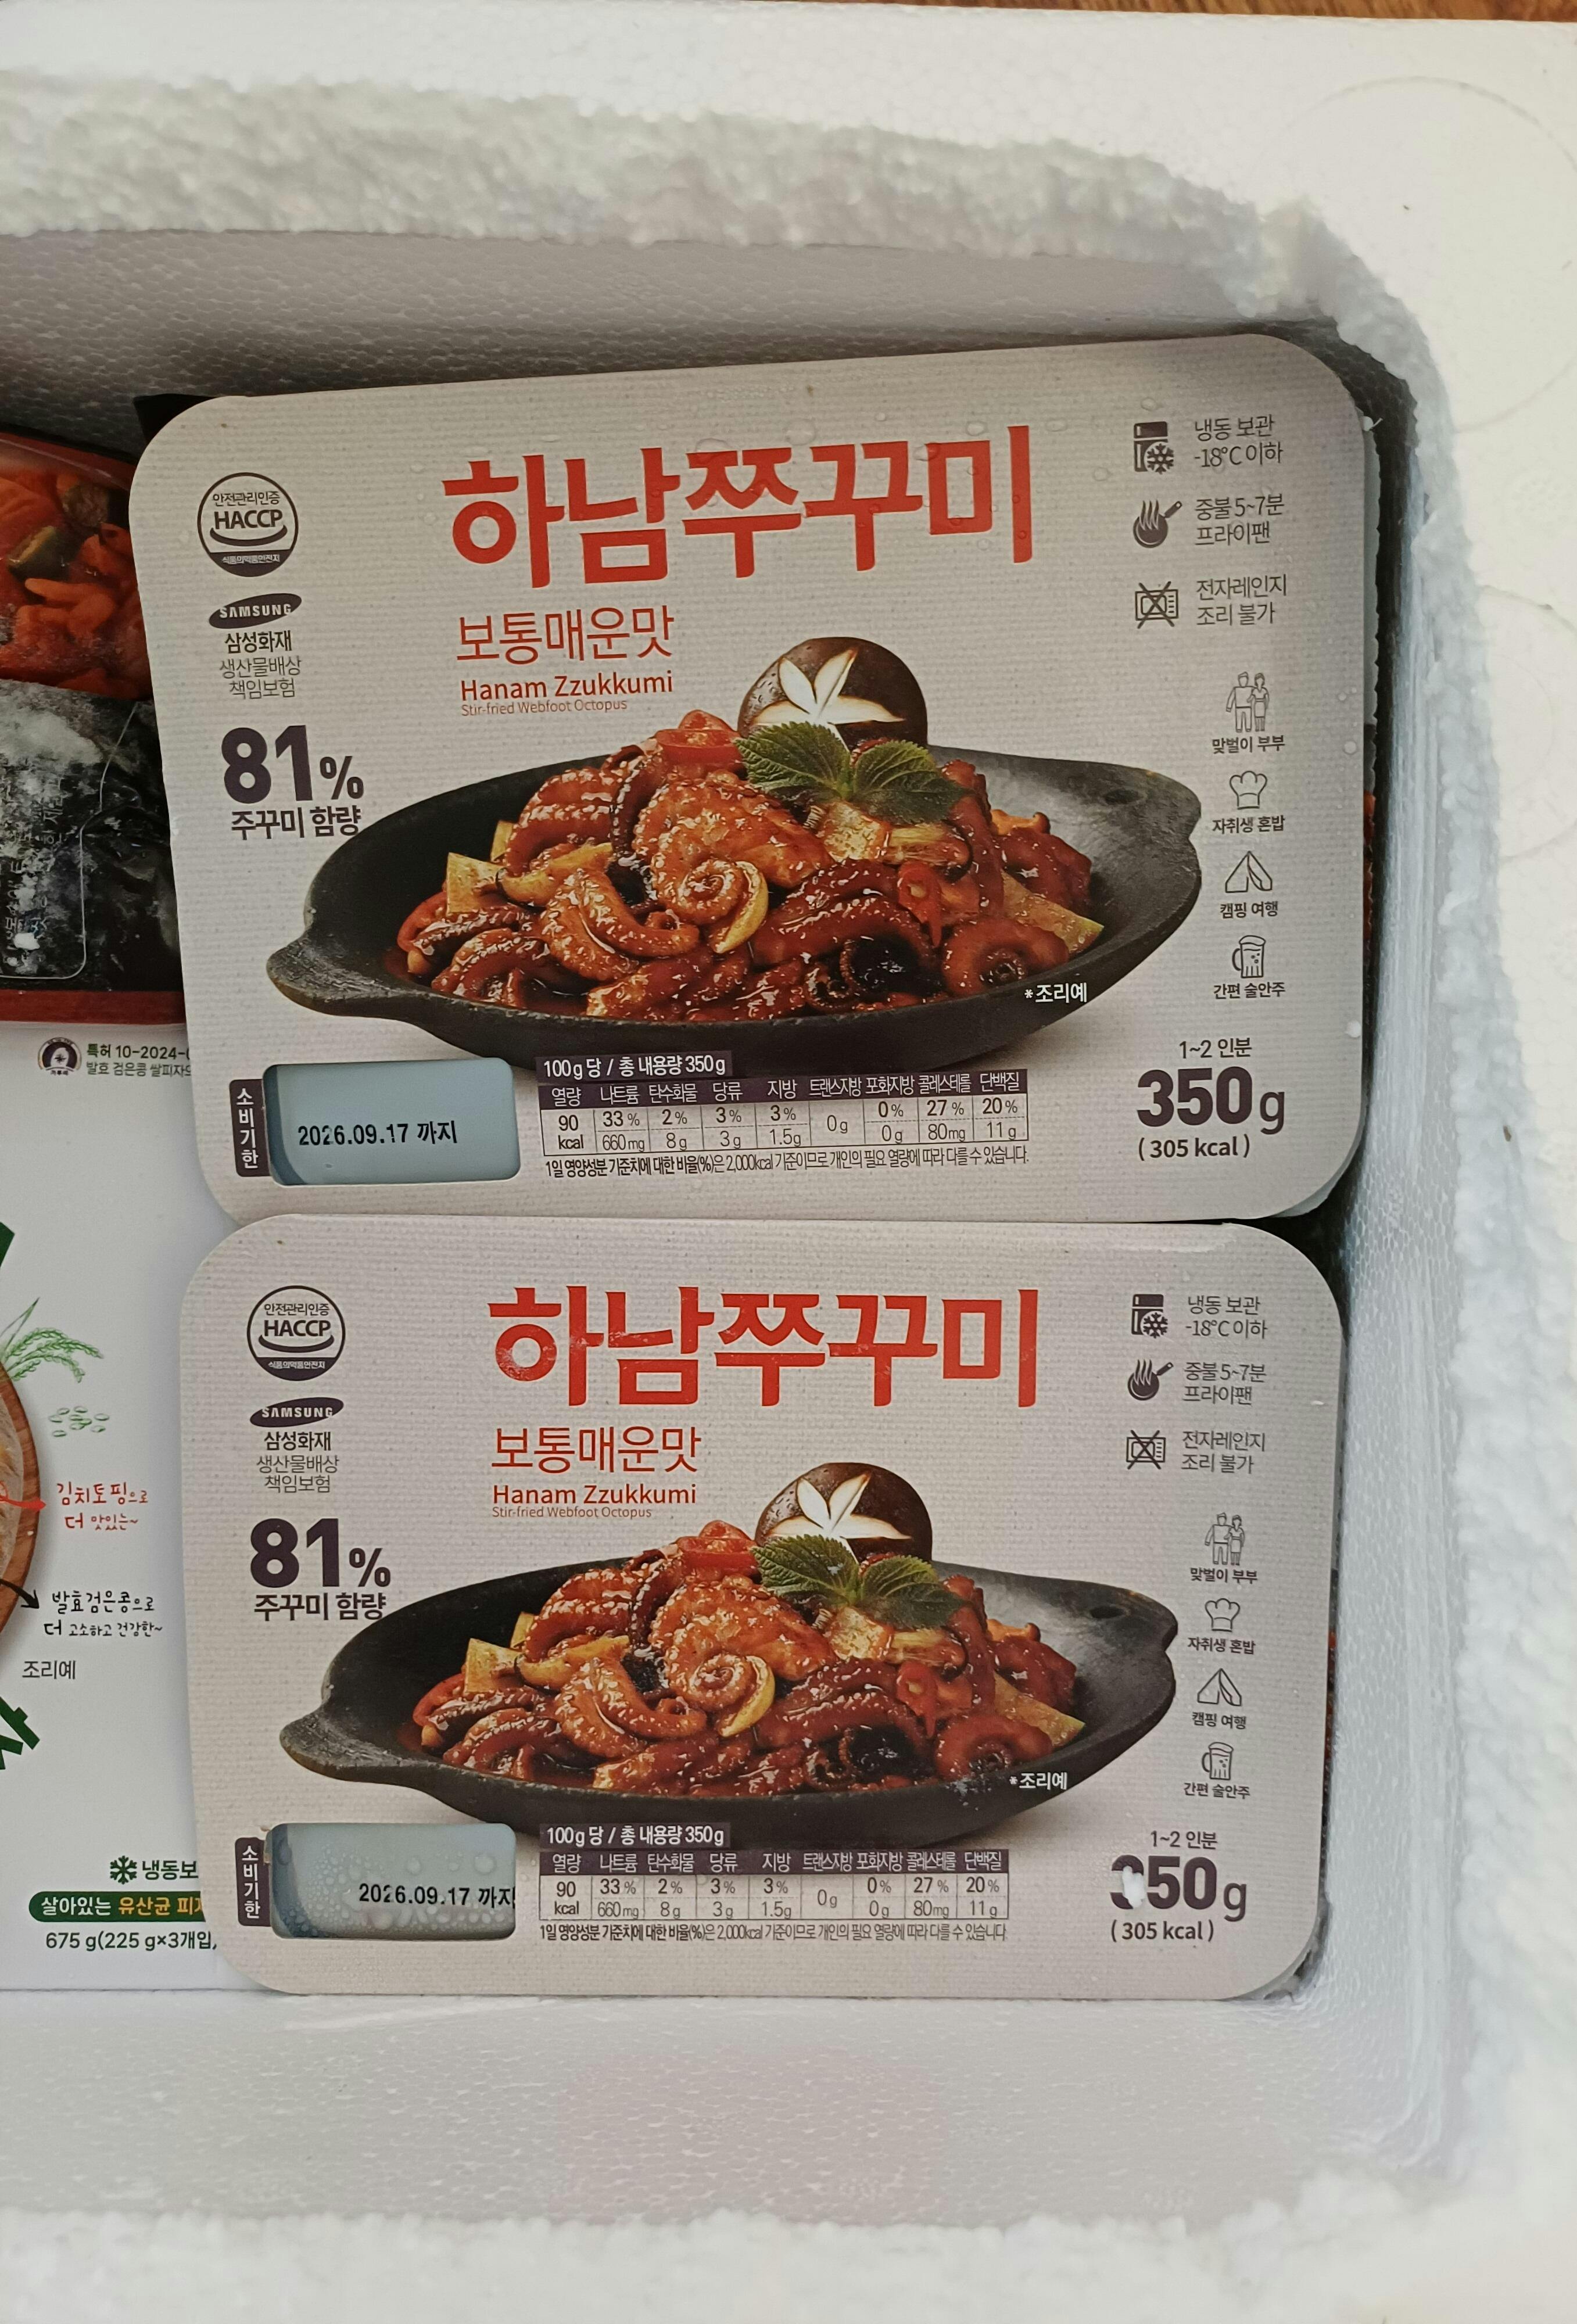 안전관리인증
HACCP
식품의약품안전처
SAMSUNG
삼성화재
생산물배상
책임보험
81%
주꾸미 함량
하남쭈꾸미
보통매운맛
Hanam Zzukkumi
Stir-fried Webfoot Octopus
냉동 보관
-18℃ 이하
중불 5~7분
프라이팬
전자레인지
조리 불가
맞벌이 부부
자취생 혼밥
캠핑 여행
간편 술안주
*조리예
소비기한
2026.09.17 까지
100g당 / 총 내용량 350g
열량 나트륨 탄수화물 당류 지방 트랜스지방 포화지방 콜레스테롤 단백질
90 33% 2% 3% 3% 0g 0% 27% 20%
kcal 660mg 8g 3g 1.5g 0g 80mg 11g
1일 영양성분 기준치에 대한 비율(%)은 2,000kcal 기준이므로 개인의 필요 열량에 따라 다를 수 있습니다.
1~2 인분
350g
(305 kcal)
특허 10-2024-
발효 검은콩 쌀피자
김치토핑으로
더 맛있는~
발효검은콩으로
더 고소하고 건강한~
조리예
냉동보
살아있는 유산균 피
675 g(225 g×3개입,
안전관리인증
HACCP
식품의약품안전처
SAMSUNG
삼성화재
생산물배상
책임보험
81%
주꾸미 함량
하남쭈꾸미
보통매운맛
Hanam Zzukkumi
Stir-fried Webfoot Octopus
냉동 보관
-18℃ 이하
중불 5~7분
프라이팬
전자레인지
조리 불가
맞벌이 부부
자취생 혼밥
캠핑 여행
간편 술안주
*조리예
소비기한
2026.09.17 까지
100g당 / 총 내용량 350g
열량 나트륨 탄수화물 당류 지방 트랜스지방 포화지방 콜레스테롤 단백질
90 33% 2% 3% 3% 0g 0% 27% 20%
kcal 660mg 8g 3g 1.5g 0g 80mg 11g
1일 영양성분 기준치에 대한 비율(%)은 2,000kcal 기준이므로 개인의 필요 열량에 따라 다를 수 있습니다.
1~2 인분
350g
(305 kcal)